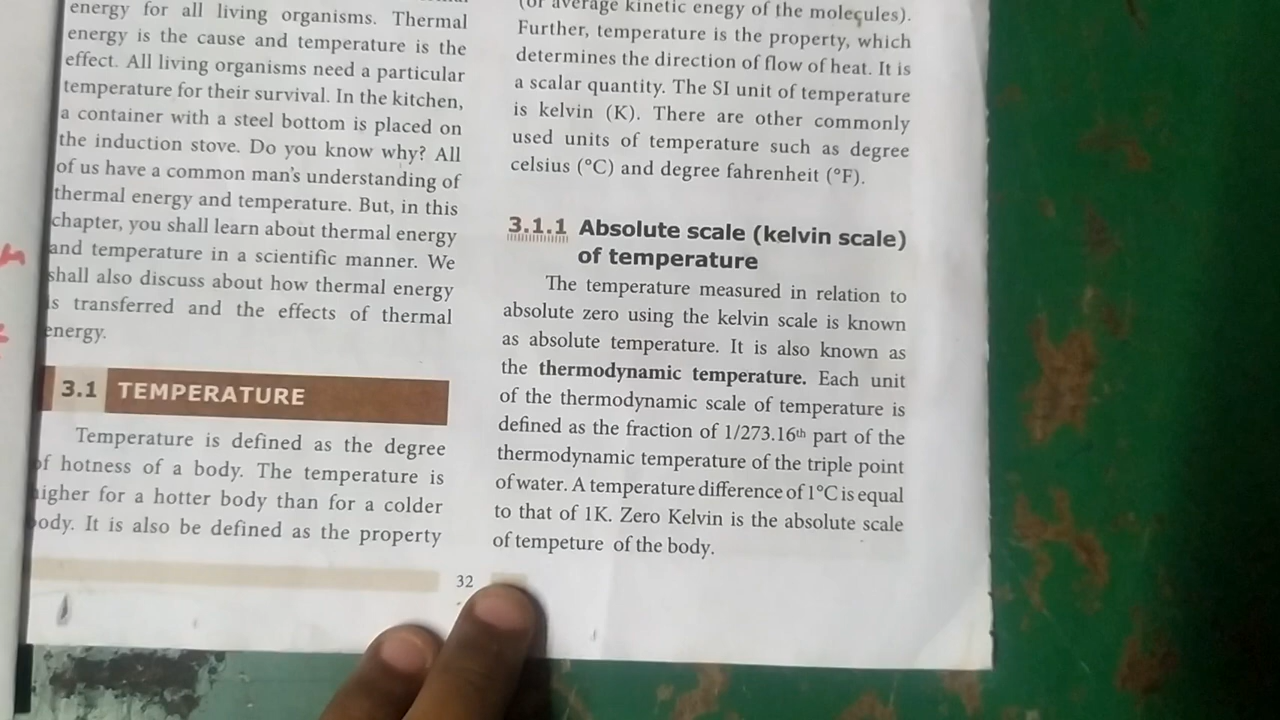 energy for all living organisms. Thermal
energy is the cause and temperature is the
effect. All living organisms need a particular
temperature for their survival. In the kitchen,
a container with a steel bottom is placed on
the induction stove. Do you know why? All
of us have a common man's understanding of
thermal energy and temperature. But, in this
chapter, you shall learn about thermal energy
and temperature in a scientific manner. We
shall also discuss about how thermal energy
is transferred and the effects of thermal
energy.
3.1 TEMPERATURE
Temperature is defined as the degree
of hotness of a body. The temperature is
higher for a hotter body than for a colder
body. It is also be defined as the property
(or average kinetic enegy of the molecules).
Further, temperature is the property, which
determines the direction of flow of heat. It is
a scalar quantity. The SI unit of temperature
is kelvin (K). There are other commonly
used units of temperature such as degree
celsius (°C) and degree fahrenheit (°F).
3.1.1 Absolute scale (kelvin scale)
of temperature
The temperature measured in relation to
absolute zero using the kelvin scale is known
as absolute temperature. It is also known as
the thermodynamic temperature. Each unit
of the thermodynamic scale of temperature is
defined as the fraction of 1/273.16th part of the
thermodynamic temperature of the triple point
of water. A temperature difference of 1°C is equal
to that of 1K. Zero Kelvin is the absolute scale
of tempeture of the body.
32